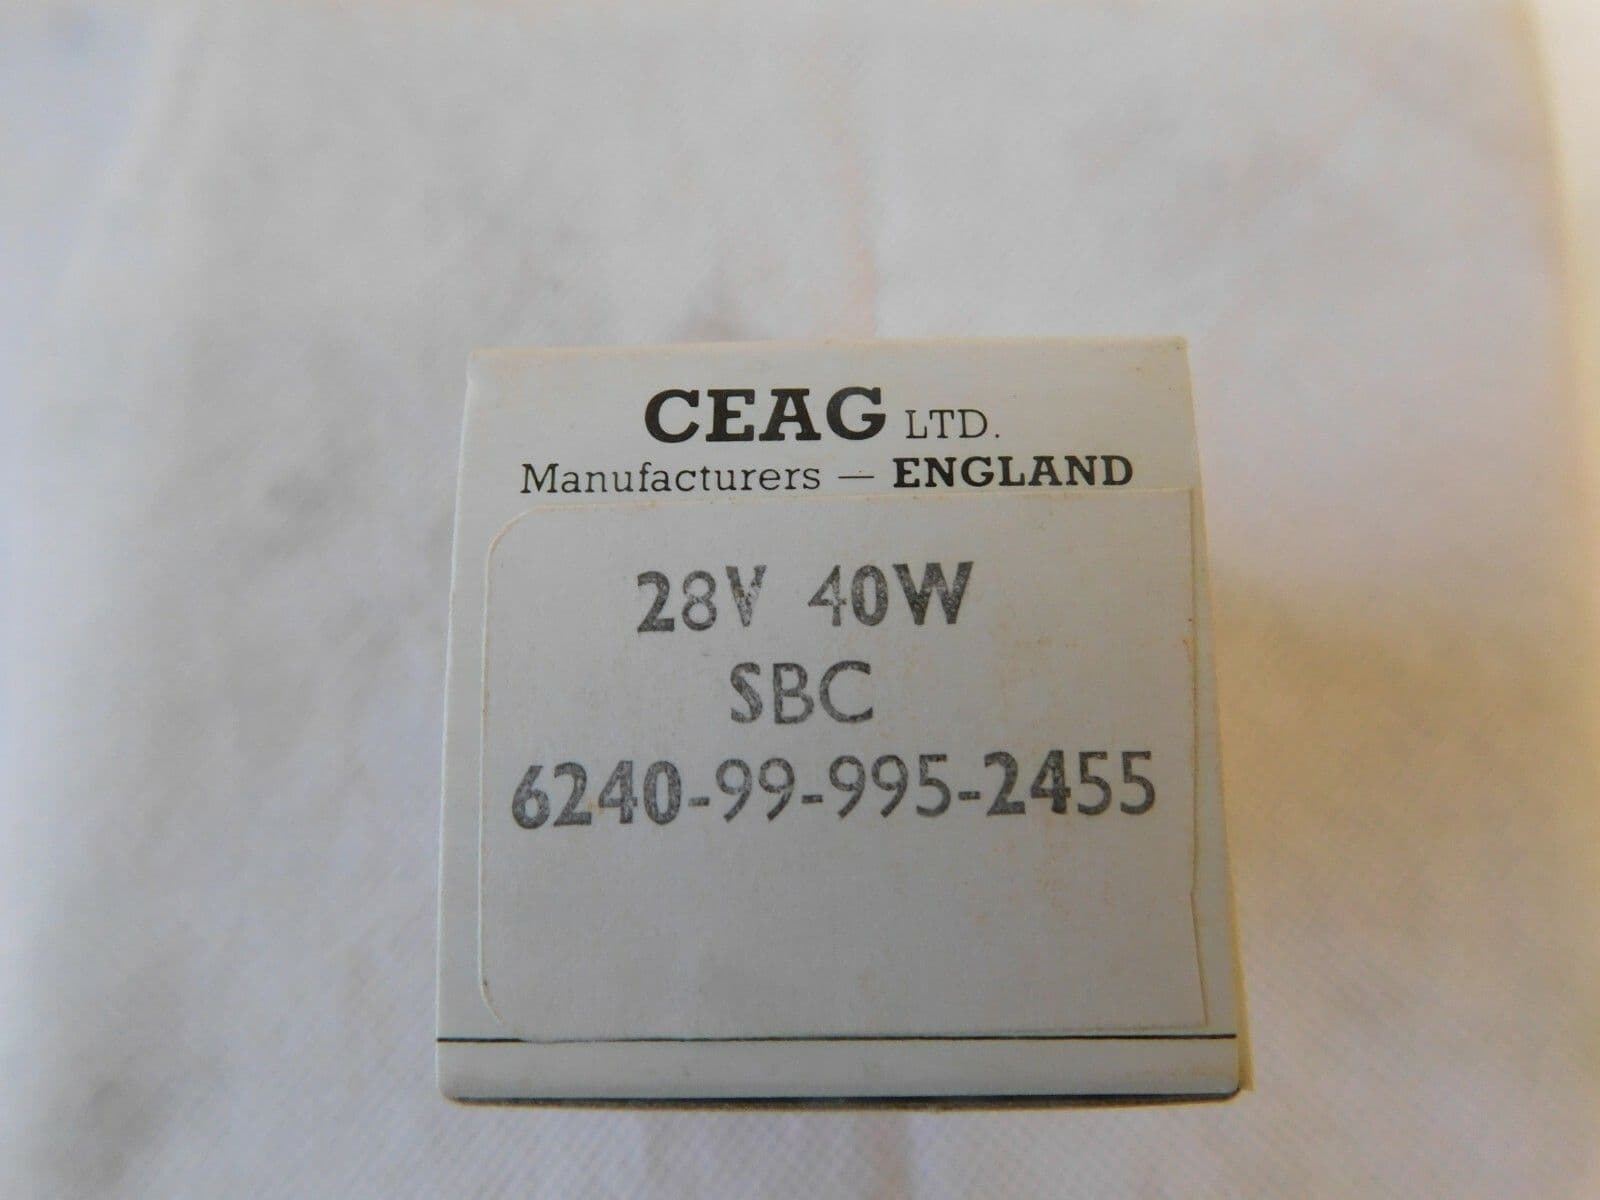 CEAG LTD.
Manufacturers — ENGLAND
28V 40W
SBC
6240-99-995-2455